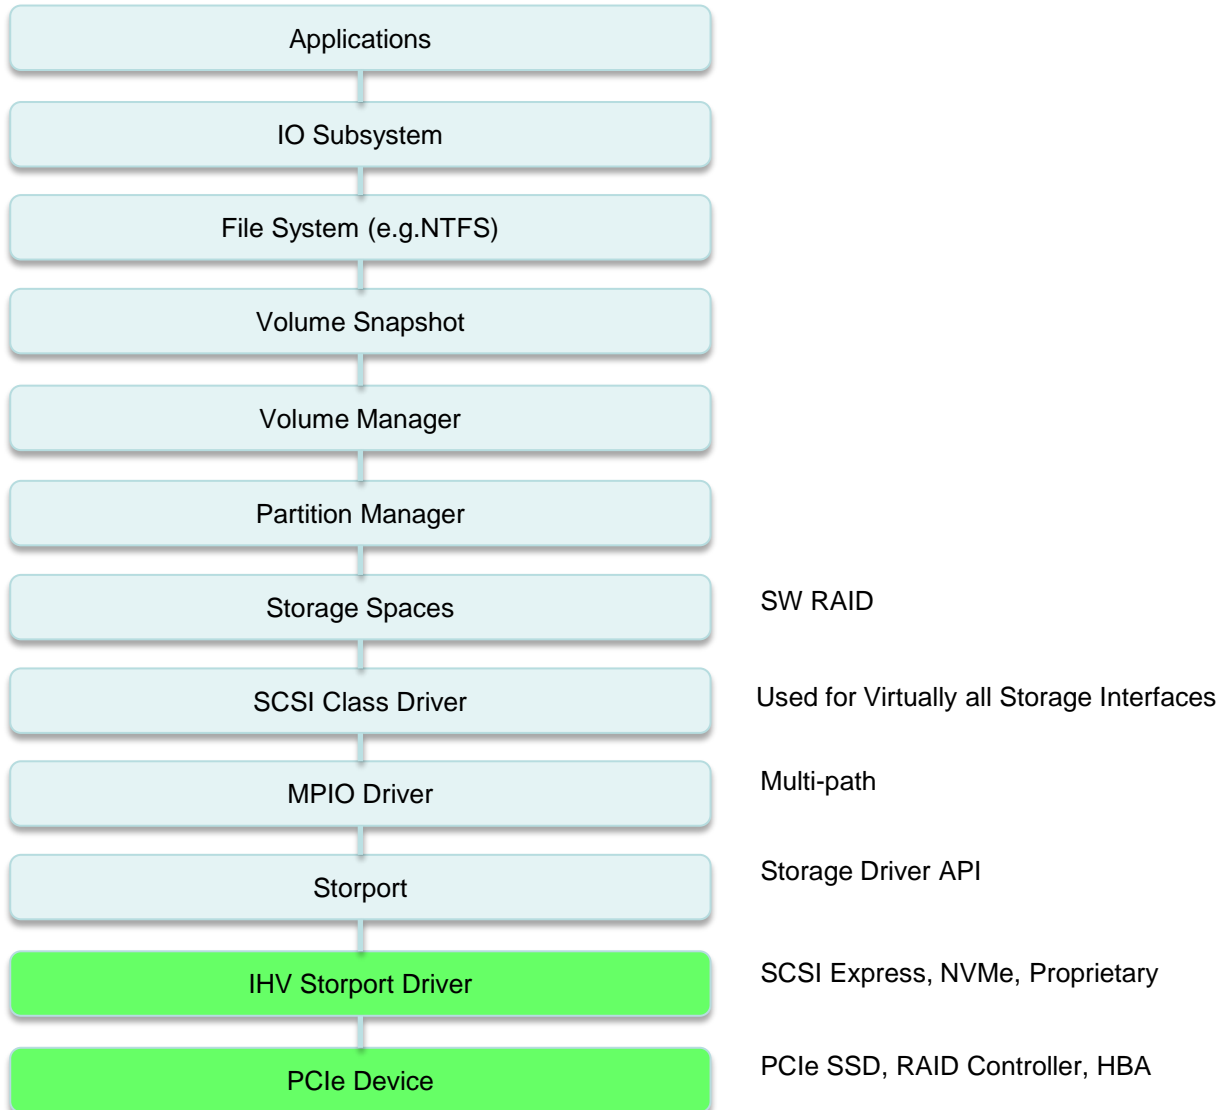 Applications
IO Subsystem
File System (e.g.NTFS)
Volume Snapshot
Volume Manager
Partition Manager
Storage Spaces
SW RAID
SCSI Class Driver
Used for Virtually all Storage Interfaces
MPIO Driver
Multi-path
Storport
Storage Driver API
IHV Storport Driver
SCSI Express, NVMe, Proprietary
PCIe Device
PCIe SSD, RAID Controller, HBA